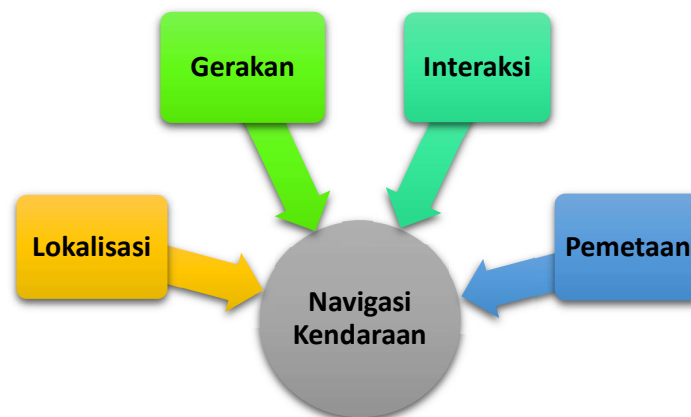 Gerakan
Interaksi
Lokalisasi
Pemetaan
Navigasi
Kendaraan